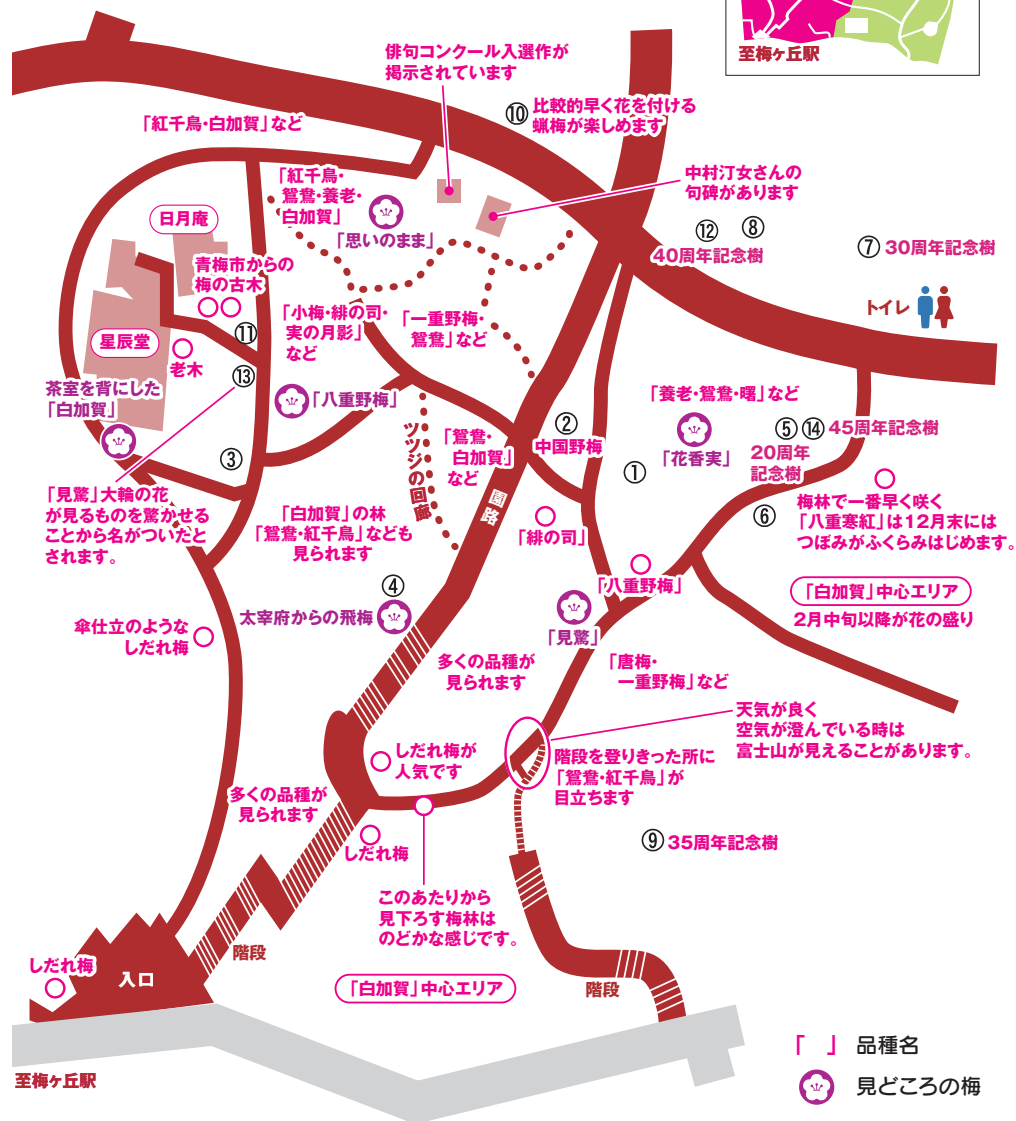 至梅ヶ丘駅
俳句コンクール入選作が
掲示されています
⑩ 比較的早く花を付ける
蝋梅が楽しめます
「紅千鳥・白加賀」など
中村汀女さんの
句碑があります
「紅千鳥・
鴛鴦・養老・
白加賀」
「思いのまま」
⑫
⑧
40周年記念樹
⑦ 30周年記念樹
トイレ
日月庵
青梅市からの
梅の古木
星辰堂
老木
⑪
⑬
茶室を背にした
「白加賀」
「小梅・緋の司・
実の月影」
など
「一重野梅・
鴛鴦」など
「八重野梅」
ツツジの回廊
「鴛鴦・
白加賀」
など
園路
②
中国野梅
①
「養老・鴛鴦・曙」など
「花香実」
⑤ ⑭ 45周年記念樹
20周年
記念樹
⑥
梅林で一番早く咲く
「八重寒紅」は12月末には
つぼみがふくらみはじめます。
③
「見驚」大輪の花
が見るものを驚かせる
ことから名がついたと
されます。
「白加賀」の林
「鴛鴦・紅千鳥」なども
見られます
「緋の司」
④
太宰府からの飛梅
「八重野梅」
「見驚」
「白加賀」中心エリア
2月中旬以降が花の盛り
傘仕立のような
しだれ梅
多くの品種が
見られます
「唐梅・
一重野梅」など
天気が良く
空気が澄んでいる時は
富士山が見えることがあります。
しだれ梅が
人気です
階段を登りきった所に
「鴛鴦・紅千鳥」が
目立ちます
多くの品種が
見られます
しだれ梅
⑨ 35周年記念樹
このあたりから
見下ろす梅林は
のどかな感じです。
階段
しだれ梅
入口
「白加賀」中心エリア
階段
至梅ヶ丘駅
「 」 品種名
見どころの梅